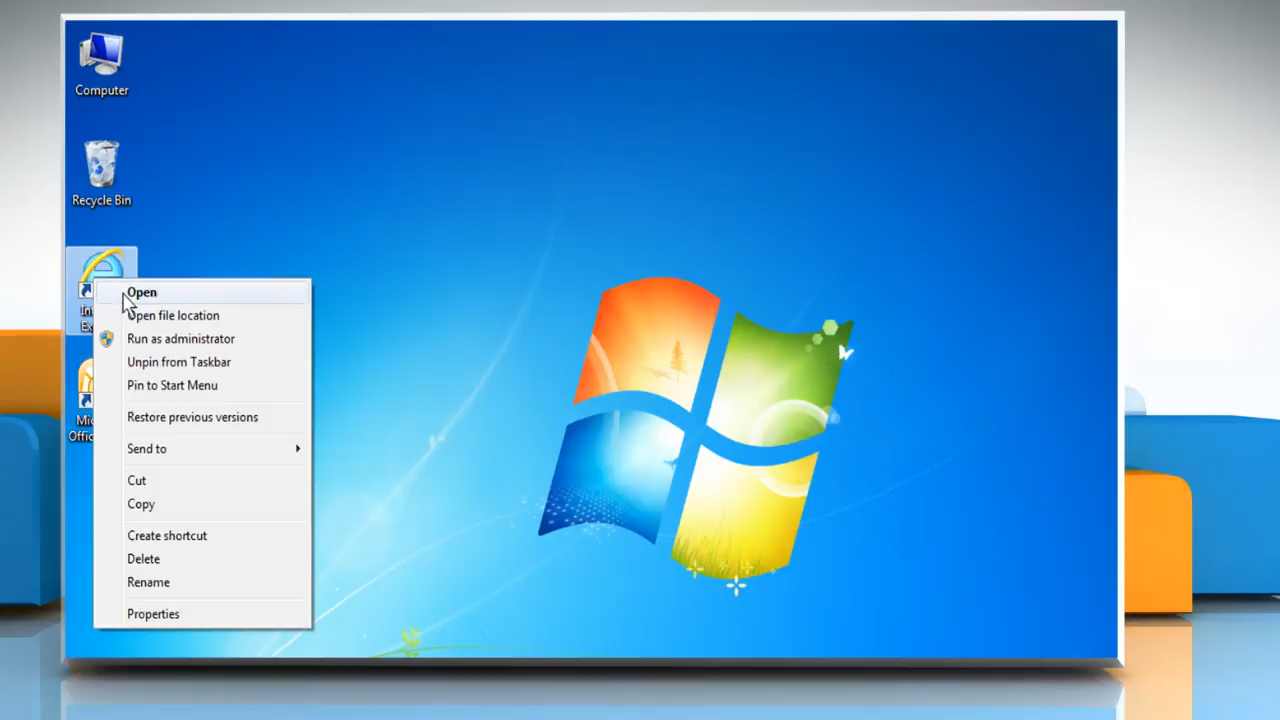 Computer
Recycle Bin
Open
Open file location
Run as administrator
Unpin from Taskbar
Pin to Start Menu
Restore previous versions
Send to
Cut
Copy
Create shortcut
Delete
Rename
Properties